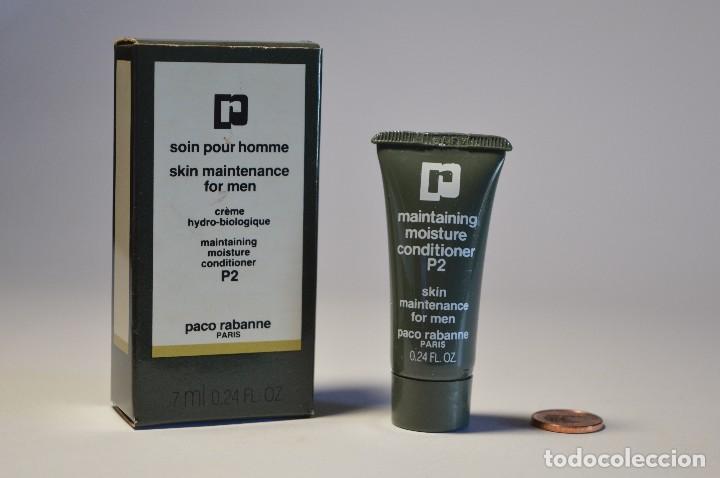 soin pour homme
skin maintenance
for men
crème
hydro-biologique
maintaining
moisture
conditioner
P2
paco rabanne
PARIS
7 ml 0.24 FL. OZ
maintaining
moisture
conditioner
P2
skin
maintenance
for men
paco rabanne
PARIS
0.24 FL. OZ
todocoleccion